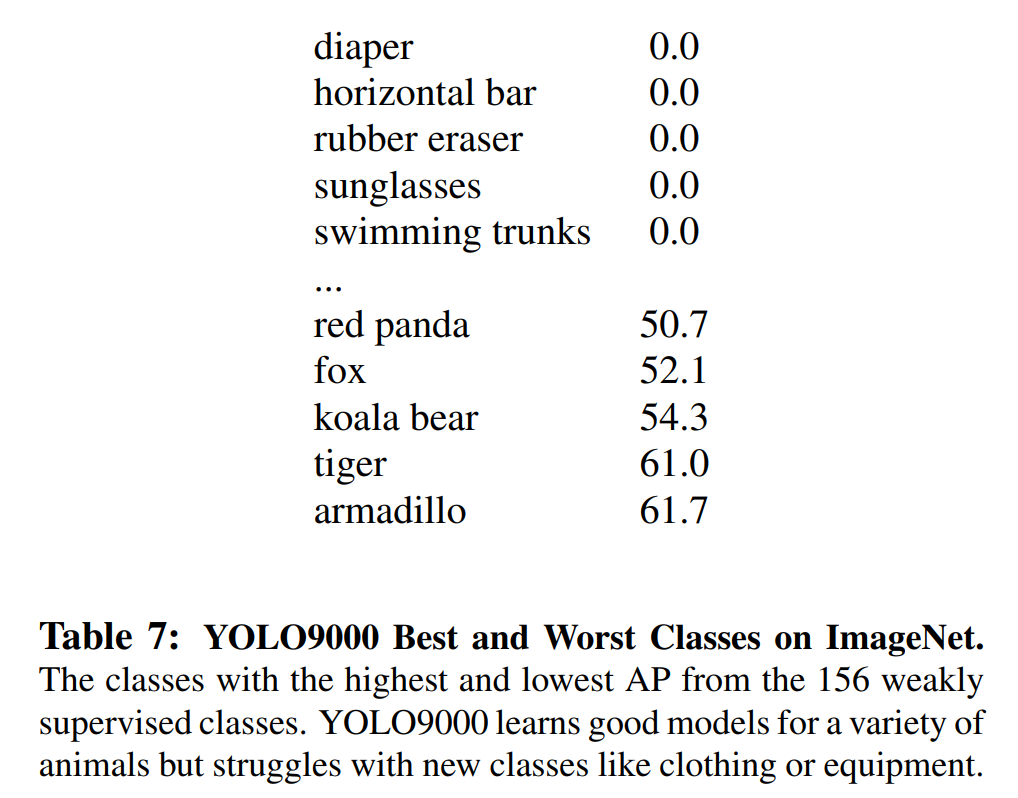 diaper 0.0
horizontal bar 0.0
rubber eraser 0.0
sunglasses 0.0
swimming trunks 0.0
...
red panda 50.7
fox 52.1
koala bear 54.3
tiger 61.0
armadillo 61.7
Table 7: YOLO9000 Best and Worst Classes on ImageNet.
The classes with the highest and lowest AP from the 156 weakly
supervised classes. YOLO9000 learns good models for a variety of
animals but struggles with new classes like clothing or equipment.